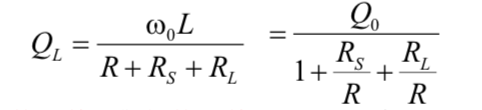 Q_L = ω₀L / (R + R_S + R_L) = Q₀ / (1 + R_S/R + R_L/R)